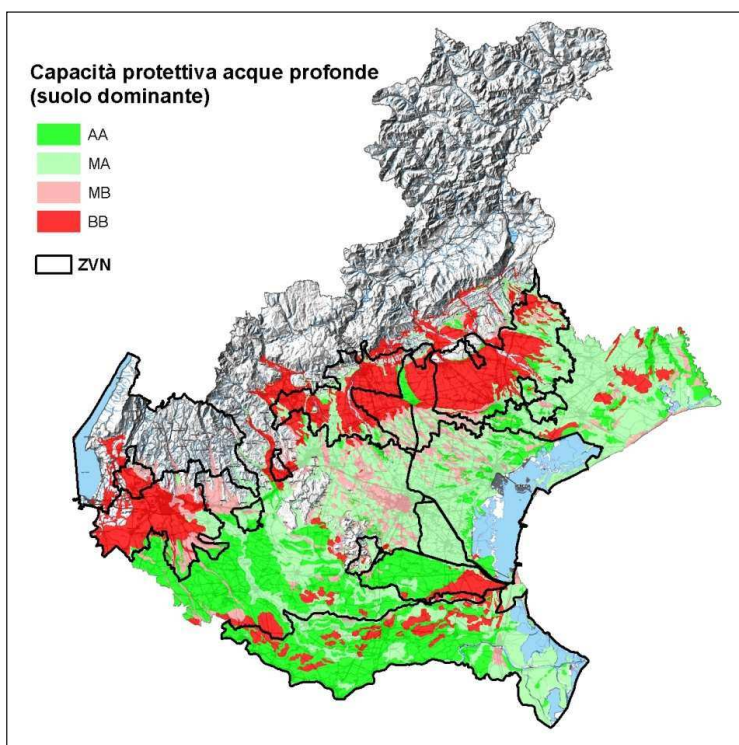 Capacità protettiva acque profonde
(suolo dominante)
AA
MA
MB
BB
ZVN